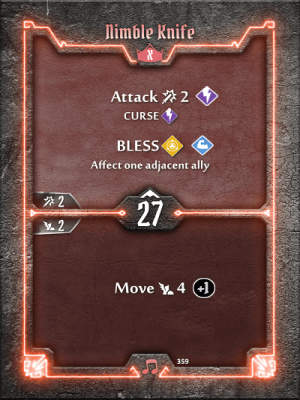 Nimble Knife
X
Attack 2
CURSE
BLESS
Affect one adjacent ally
2
27
2
Move 4 +1
359